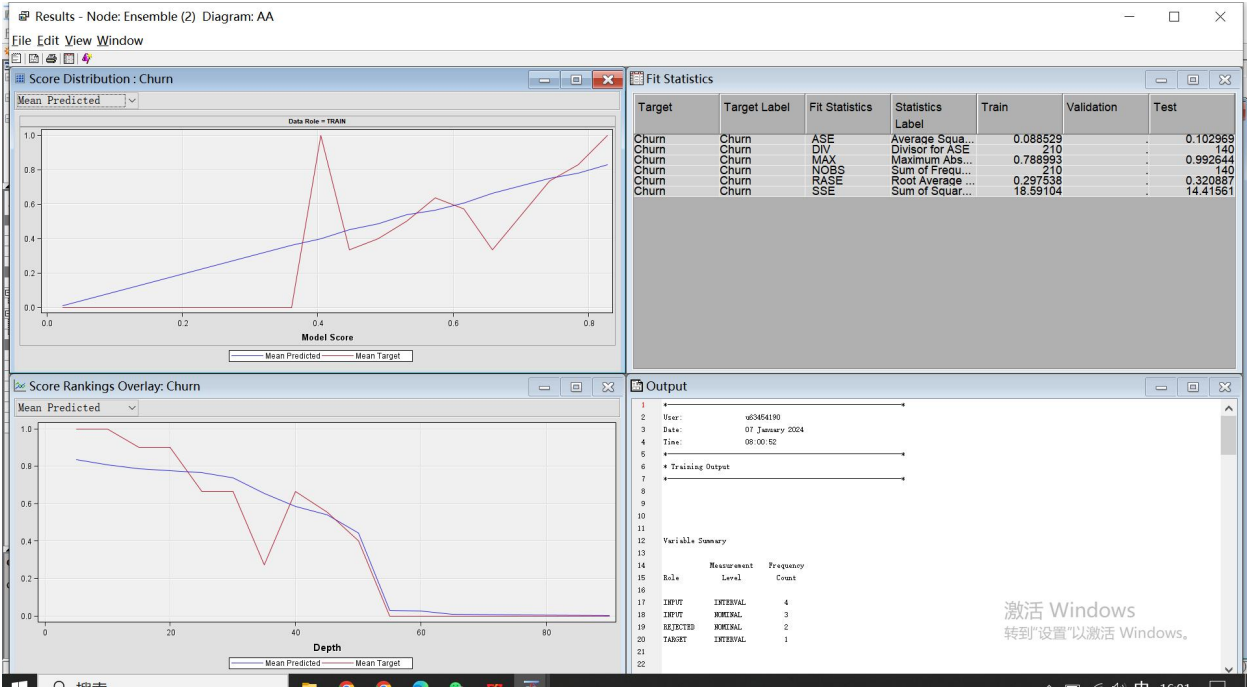 Results - Node: Ensemble (2) Diagram: AA
File Edit View Window
Score Distribution : Churn
Mean Predicted
Data Role = TRAIN
1.0
0.8
0.6
0.4
0.2
0.0
0.0 0.2 0.4 0.6 0.8
Model Score
Mean Predicted Mean Target
Fit Statistics
Target Target Label Fit Statistics Statistics Label Train Validation Test
Churn Churn ASE Average Squa... 0.088529 . 0.102969
Churn Churn DIV Divisor for ASE 210 . 140
Churn Churn MAX Maximum Abs... 0.788993 . 0.992644
Churn Churn NOBS Sum of Frequ... 210 . 140
Churn Churn RASE Root Average ... 0.297538 . 0.320887
Churn Churn SSE Sum of Squar... 18.59104 . 14.41561
Score Rankings Overlay: Churn
Mean Predicted
1.0
0.8
0.6
0.4
0.2
0.0
0 20 40 60 80
Depth
Mean Predicted Mean Target
Output
1 *
2 User: u63454190
3 Date: 07 January 2024
4 Time: 08:00:52
5 *
6 * Training Output
7 *
8
9
10
11
12 Variable Summary
13
14 Measurement Frequency
15 Role Level Count
16
17 INPUT INTERVAL 4
18 INPUT NOMINAL 3
19 REJECTED NOMINAL 2
20 TARGET INTERVAL 1
21
22
激活 Windows
转到"设置"以激活 Windows。